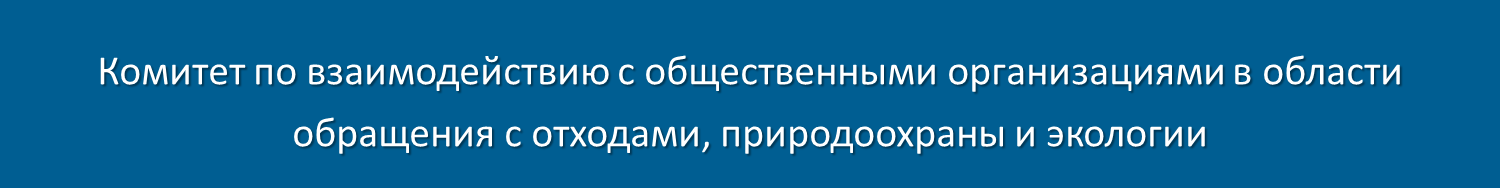 Комитет по взаимодействию с общественными организациями в области
обращения с отходами, природоохраны и экологии